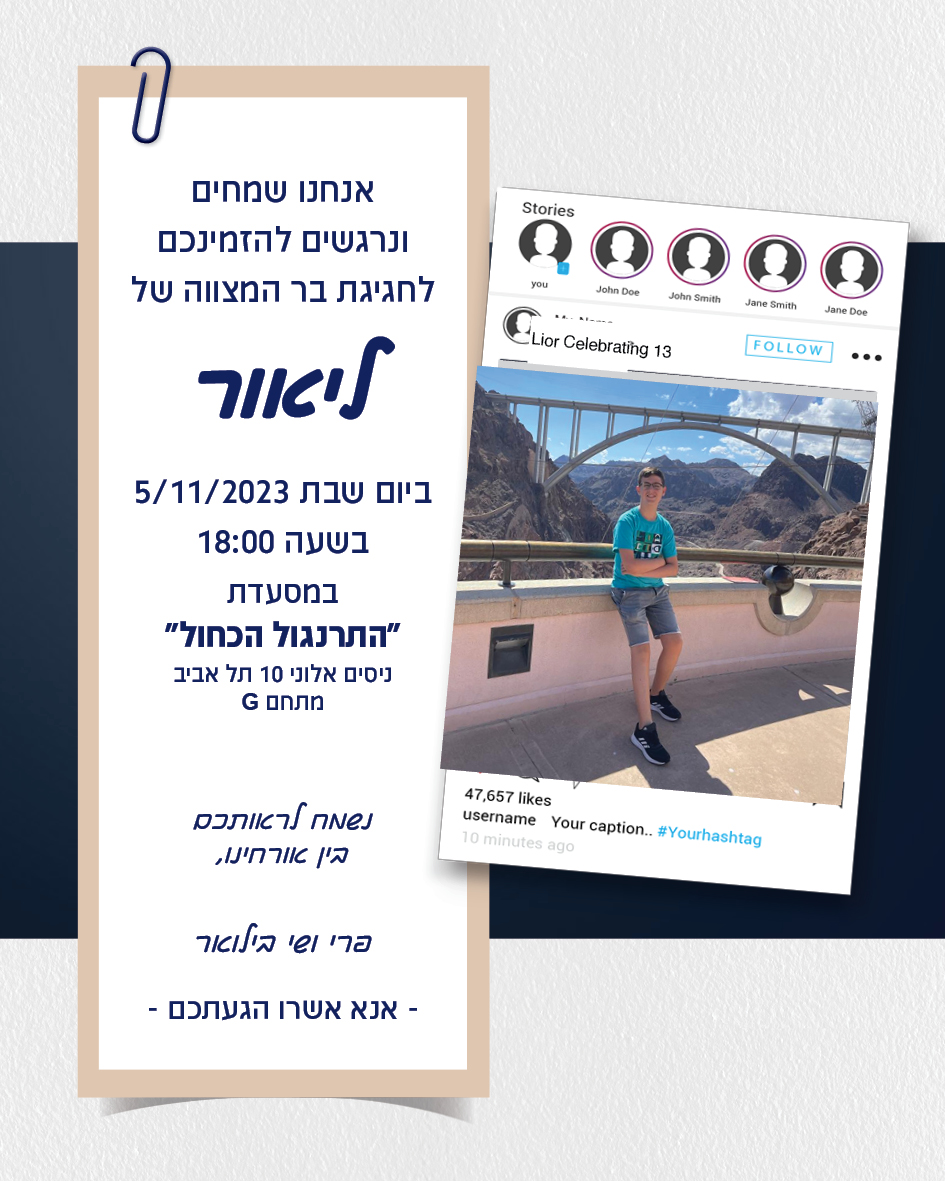 אנחנו שמחים
ונרגשים להזמינכם
לחגיגת בר המצווה של
ליאור
ביום שבת 5/11/2023
בשעה 18:00
במסעדת
"התרנגול הכחול"
ניסים אלוני 10 תל אביב
מתחם G
נשמח לראותכם
בין אורחינו,
פרי ושי בילואר
- אנא אשרו הגעתכם -
Stories
you
John Doe
John Smith
Jane Smith
Jane Doe
My Name
Lior Celebrating 13
FOLLOW
47,657 likes
username Your caption.. #Yourhashtag
10 minutes ago